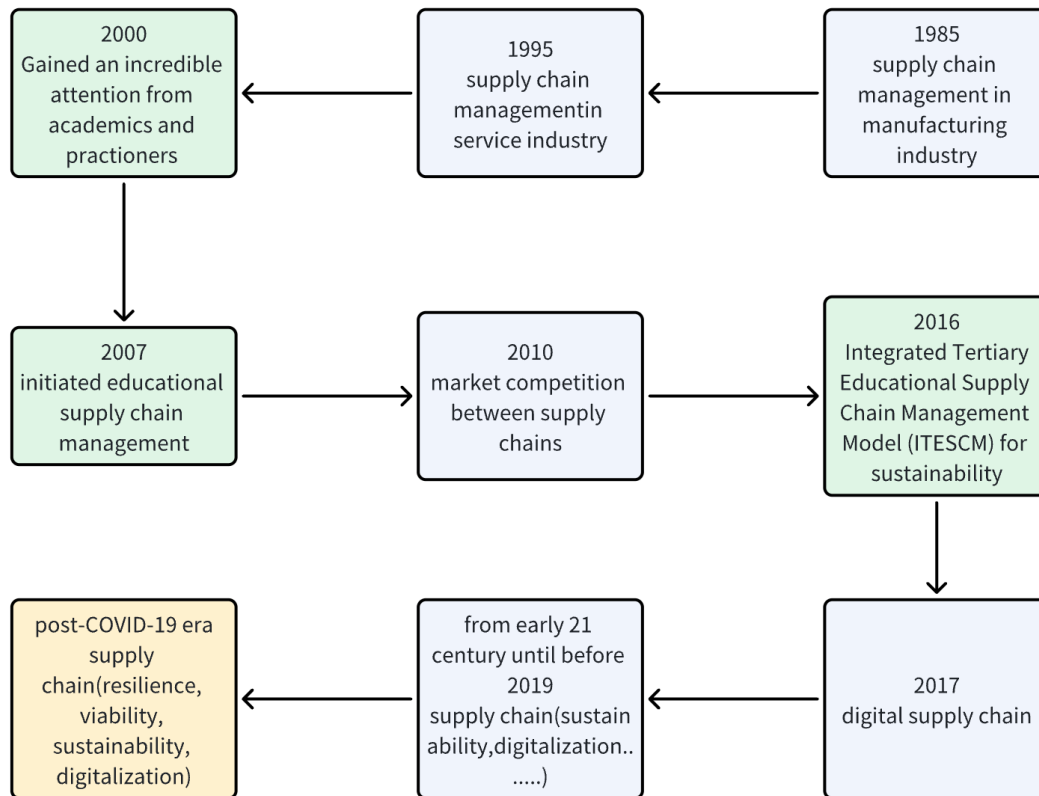 2000
Gained an incredible
attention from
academics and
practioners
1995
supply chain
managementin
service industry
1985
supply chain
management in
manufacturing
industry
2007
initiated educational
supply chain
management
2010
market competition
between supply
chains
2016
Integrated Tertiary
Educational Supply
Chain Management
Model (ITESCM) for
sustainability
post-COVID-19 era
supply
chain(resilience,
viability,
sustainability,
digitalization)
from early 21
century until before
2019
supply chain(sustain
ability,digitalization..
.....)
2017
digital supply chain